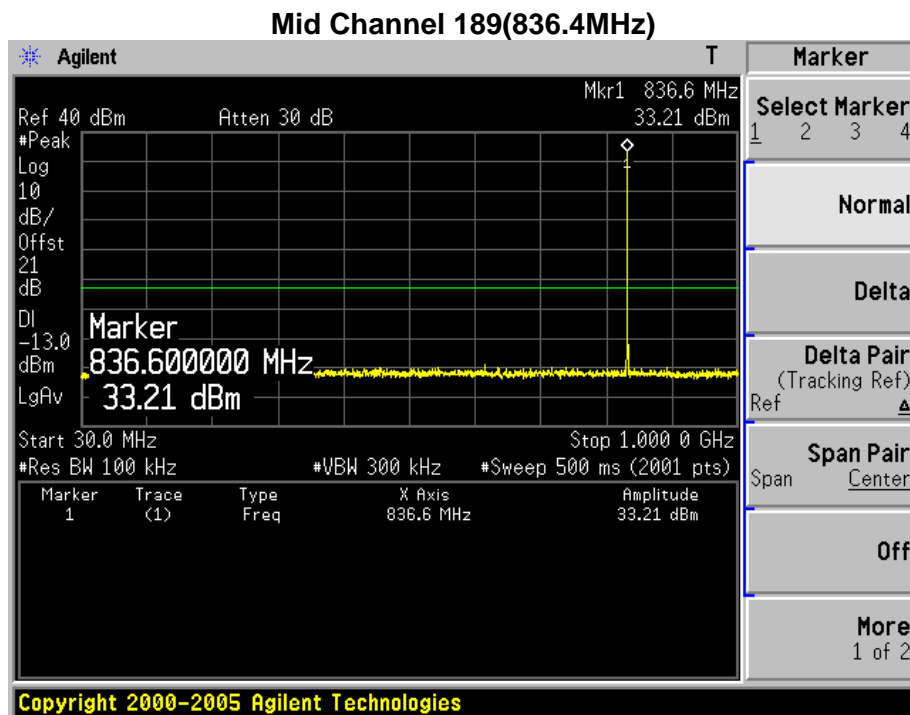 Mid Channel 189(836.4MHz)
Agilent T Marker
Mkr1 836.6 MHz
Ref 40 dBm Atten 30 dB 33.21 dBm
#Peak
Log
10
dB/
Offst
21
dB
DI
-13.0
dBm
LgAv
1
Marker
836.600000 MHz
33.21 dBm
Start 30.0 MHz Stop 1.000 0 GHz
#Res BW 100 kHz #VBW 300 kHz #Sweep 500 ms (2001 pts)
Marker Trace Type X Axis Amplitude
1 (1) Freq 836.6 MHz 33.21 dBm
Select Marker
1 2 3 4
Normal
Delta
Delta Pair
(Tracking Ref)
Ref Δ
Span Pair
Span Center
Off
More
1 of 2
Copyright 2000-2005 Agilent Technologies